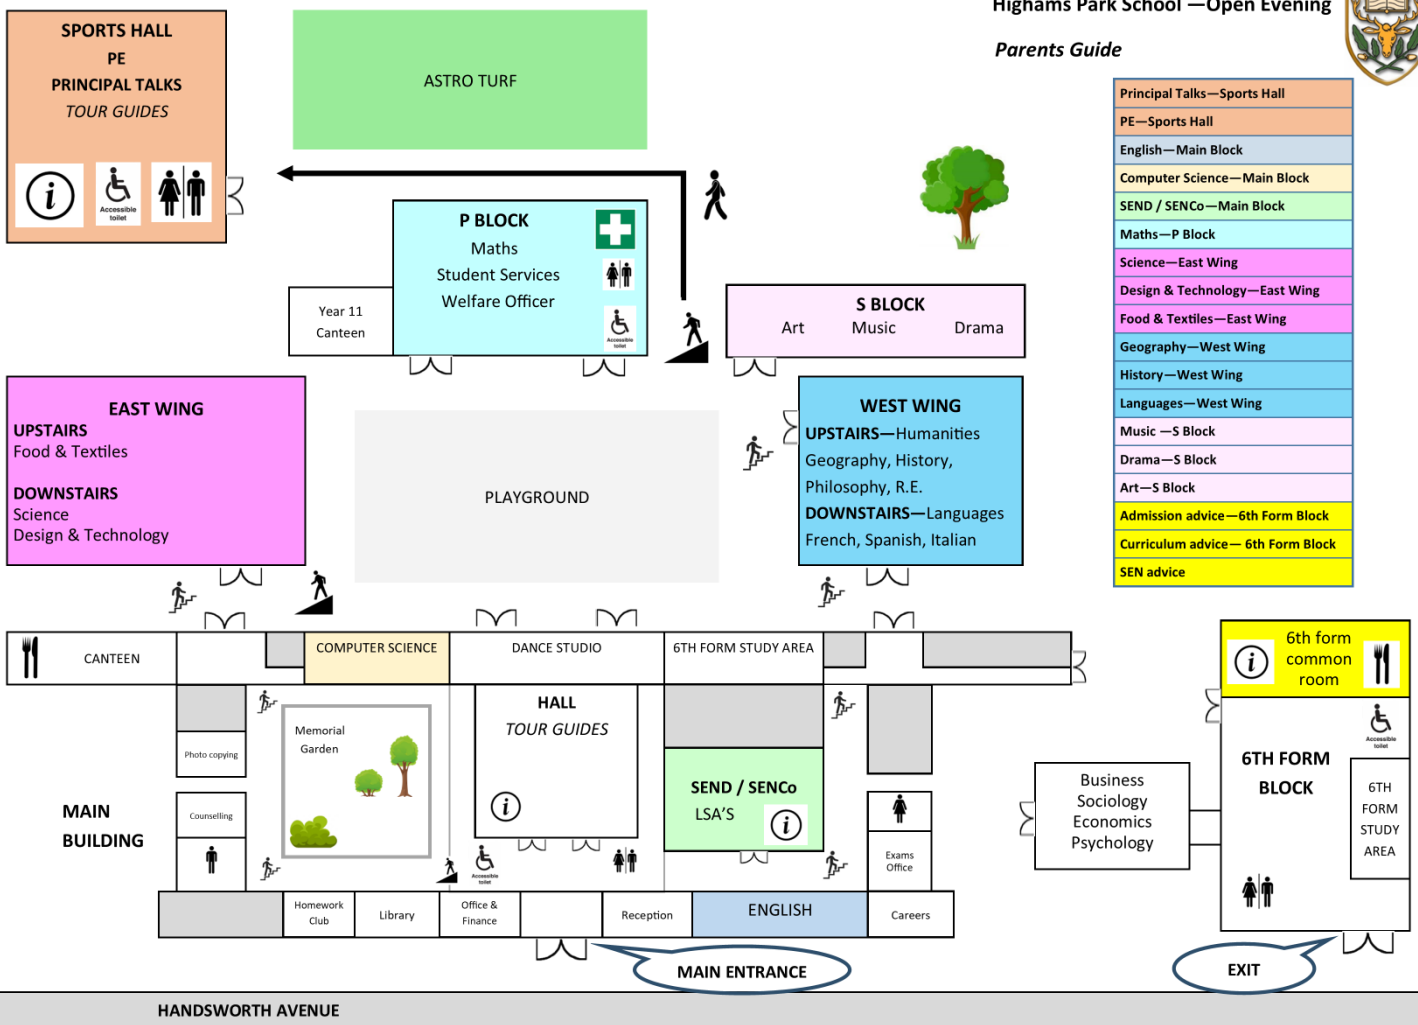 Highams Park School —Open Evening
Parents Guide
SPORTS HALL
PE
PRINCIPAL TALKS
TOUR GUIDES
Accessible
toilet
ASTRO TURF
P BLOCK
Maths
Student Services
Welfare Officer
Accessible
toilet
Year 11
Canteen
S BLOCK
Art Music Drama
EAST WING
UPSTAIRS
Food & Textiles
DOWNSTAIRS
Science
Design & Technology
PLAYGROUND
WEST WING
UPSTAIRS—Humanities
Geography, History,
Philosophy, R.E.
DOWNSTAIRS—Languages
French, Spanish, Italian
Principal Talks—Sports Hall
PE—Sports Hall
English—Main Block
Computer Science—Main Block
SEND / SENCo—Main Block
Maths—P Block
Science—East Wing
Design & Technology—East Wing
Food & Textiles—East Wing
Geography—West Wing
History—West Wing
Languages—West Wing
Music —S Block
Drama—S Block
Art—S Block
Admission advice—6th Form Block
Curriculum advice— 6th Form Block
SEN advice
CANTEEN
COMPUTER SCIENCE
DANCE STUDIO
6TH FORM STUDY AREA
HALL
TOUR GUIDES
Memorial
Garden
Photo copying
Counselling
MAIN
BUILDING
SEND / SENCo
LSA'S
Accessible
toilet
Exams
Office
Homework
Club
Library
Office &
Finance
Reception
ENGLISH
Careers
MAIN ENTRANCE
6th form
common
room
Accessible
toilet
6TH FORM
BLOCK
6TH
FORM
STUDY
AREA
Business
Sociology
Economics
Psychology
EXIT
HANDSWORTH AVENUE